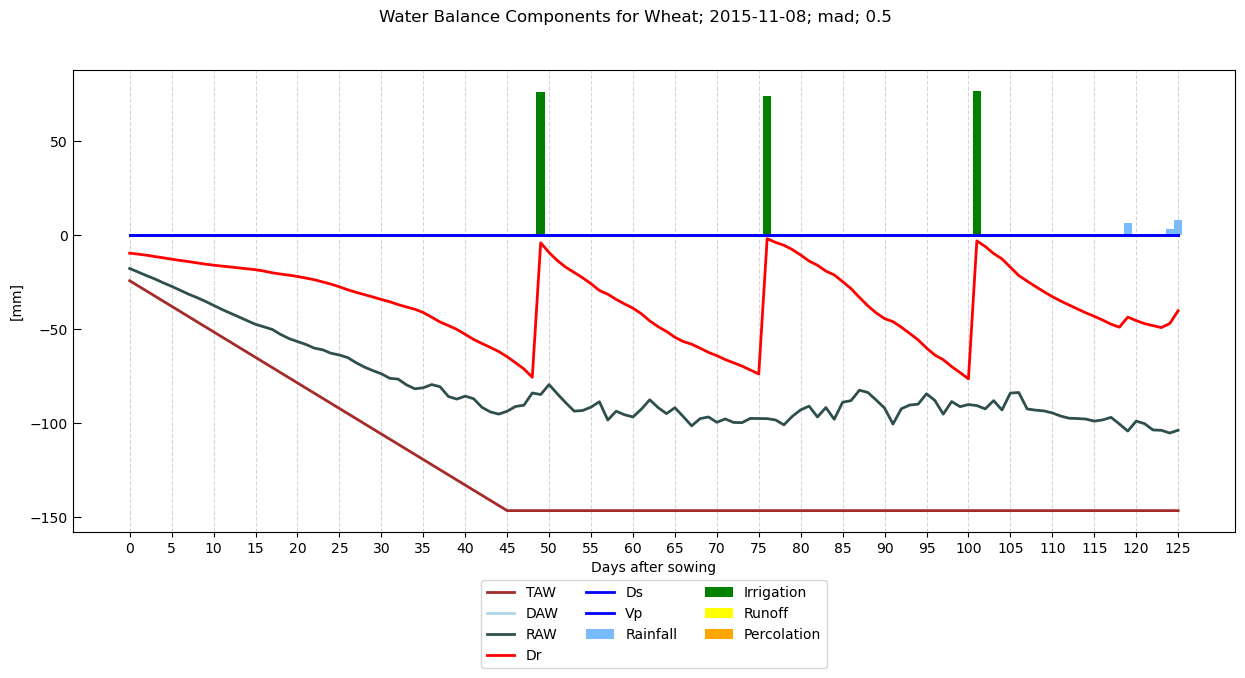 Water Balance Components for Wheat; 2015-11-08; mad; 0.5
50
0
−50
−100
−150
[mm]
0 5 10 15 20 25 30 35 40 45 50 55 60 65 70 75 80 85 90 95 100 105 110 115 120 125
Days after sowing
TAW Ds Irrigation
DAW Vp Runoff
RAW Rainfall Percolation
Dr